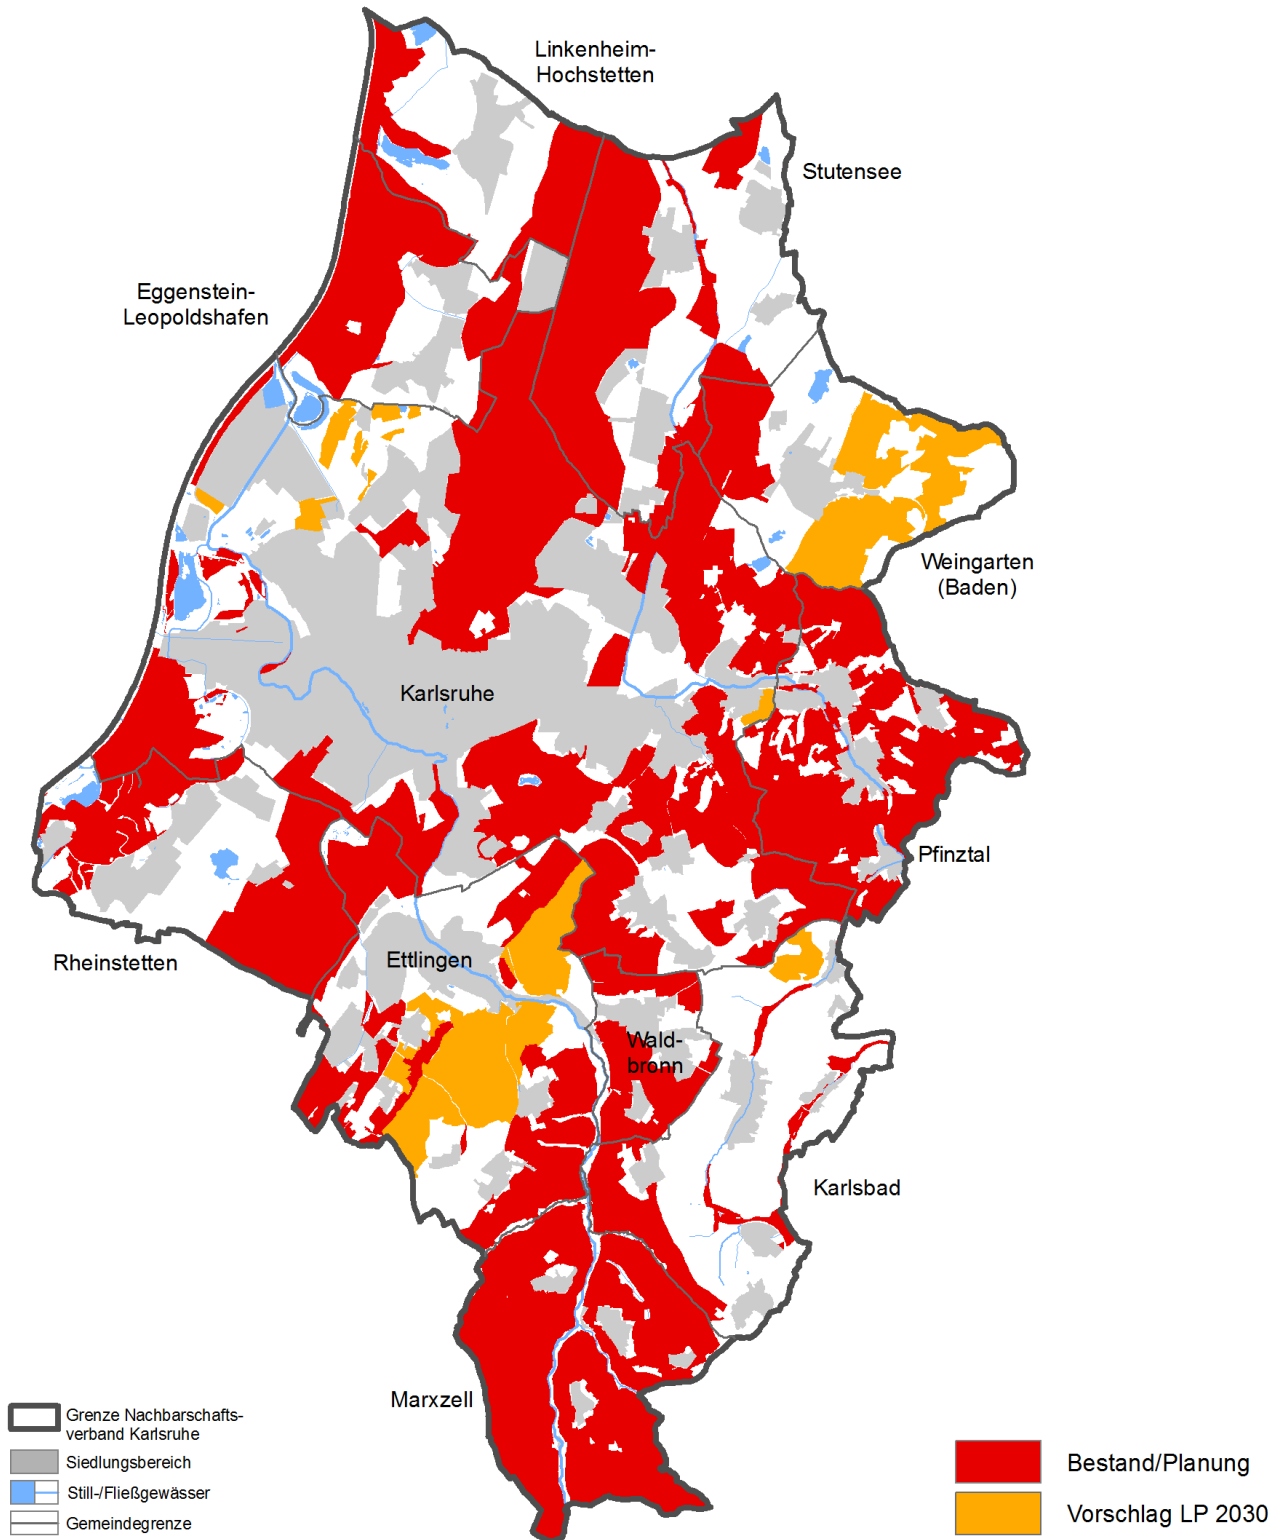 Linkenheim-
Hochstetten
Stutensee
Eggenstein-
Leopoldshafen
Weingarten
(Baden)
Karlsruhe
Pfinztal
Rheinstetten
Ettlingen
Wald-
bronn
Karlsbad
Marxzell
Grenze Nachbarschafts-
verband Karlsruhe
Siedlungsbereich
Still-/Fließgewässer
Gemeindegrenze
Bestand/Planung
Vorschlag LP 2030